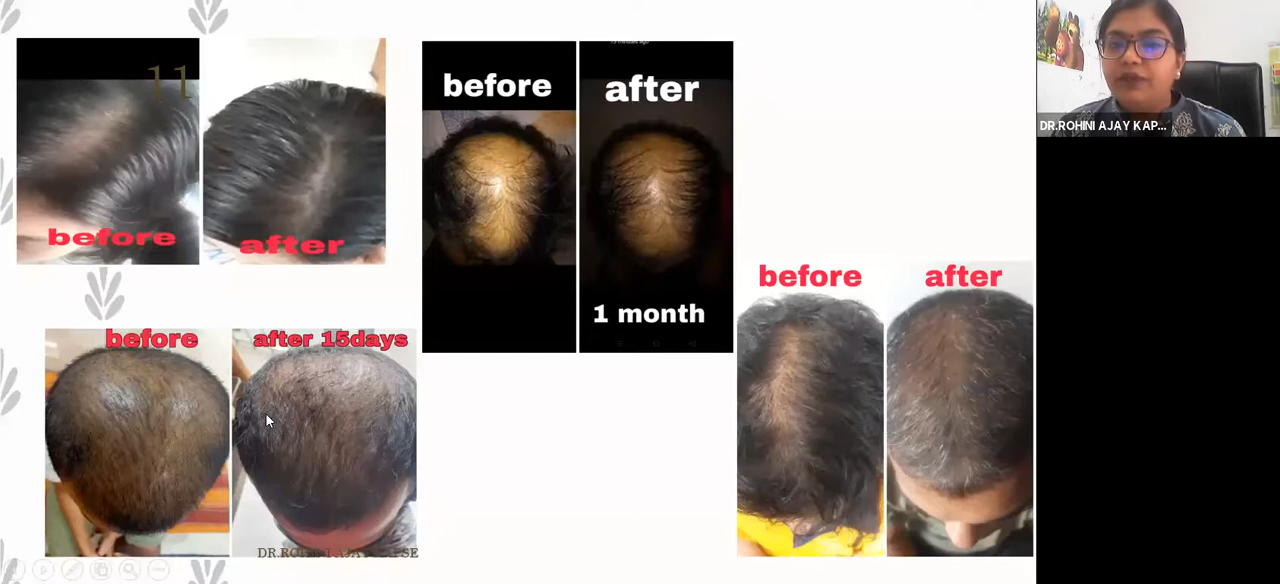 11
before
after
before
after
1 month
before
after 15days
before
after
DR.ROHINI AJAY KAP...